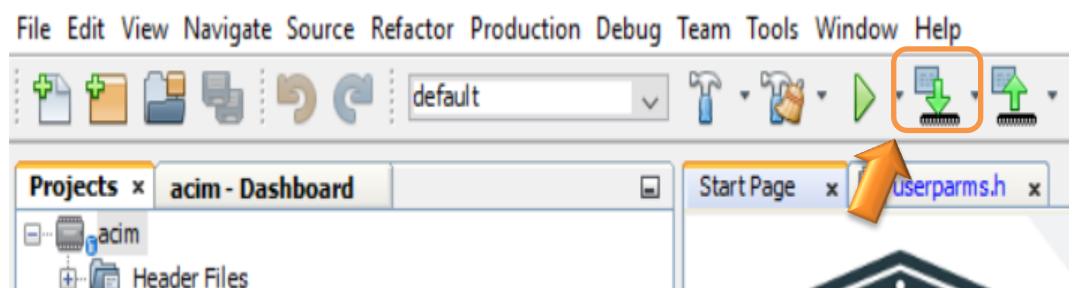 File Edit View Navigate Source Refactor Production Debug Team Tools Window Help
default
Projects x acim - Dashboard
Start Page x userparms.h x
acim
Header Files